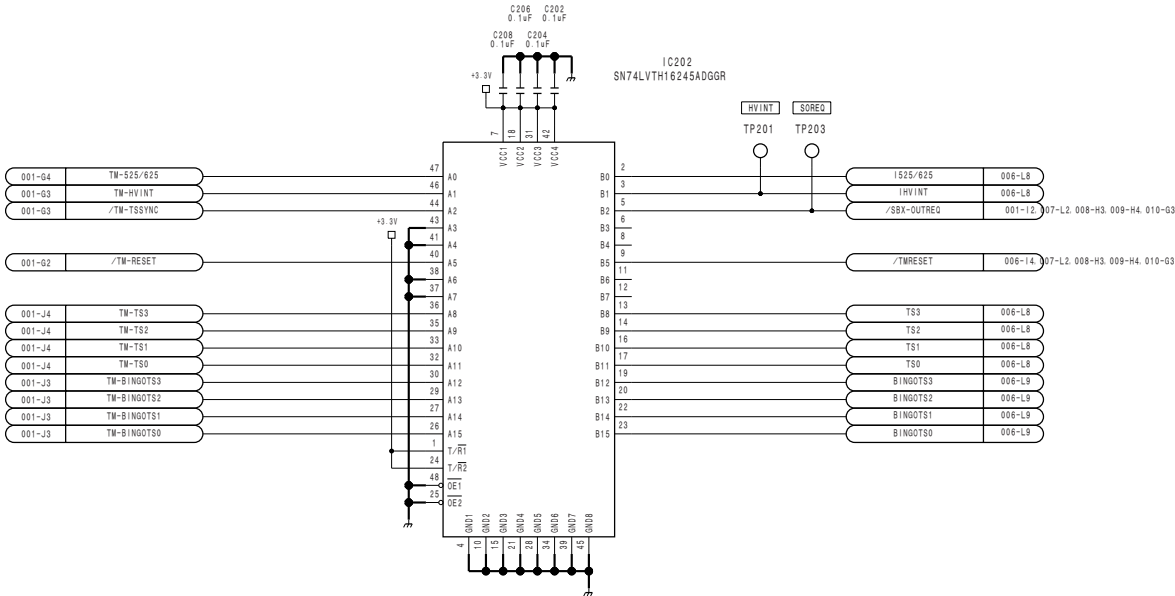 C206 C202
0.1uF 0.1uF
C208 C204
0.1uF 0.1uF
IC202
SN74LVTH16245ADGGR
+3.3V
HVINT SOREQ
TP201 TP203
7 18 31 42
VCC1 VCC2 VCC3 VCC4
001-G4 TM-525/625 47 A0 B0 2 I525/625 006-L8
001-G3 TM-HVINT 46 A1 B1 3 IHVINT 006-L8
001-G3 /TM-TSSYNC 44 A2 B2 5 /SBX-OUTREQ 001-I2. 007-L2. 008-H3. 009-H4. 010-G3
+3.3V 43 A3 B3 6
41 A4 B4 8
001-G2 /TM-RESET 40 A5 B5 9 /TMRESET 006-I4. 007-L2. 008-H3. 009-H4. 010-G3
38 A6 B6 11
37 A7 B7 12
001-J4 TM-TS3 36 A8 B8 13 TS3 006-L8
001-J4 TM-TS2 35 A9 B9 14 TS2 006-L8
001-J4 TM-TS1 33 A10 B10 16 TS1 006-L8
001-J4 TM-TS0 32 A11 B11 17 TS0 006-L8
001-J3 TM-BINGOTS3 30 A12 B12 19 BINGOTS3 006-L9
001-J3 TM-BINGOTS2 29 A13 B13 20 BINGOTS2 006-L9
001-J3 TM-BINGOTS1 27 A14 B14 22 BINGOTS1 006-L9
001-J3 TM-BINGOTS0 26 A15 B15 23 BINGOTS0 006-L9
1 T/R1
24 T/R2
48 OE1
25 OE2
GND1 GND2 GND3 GND4 GND5 GND6 GND7 GND8
4 10 15 21 28 34 39 45